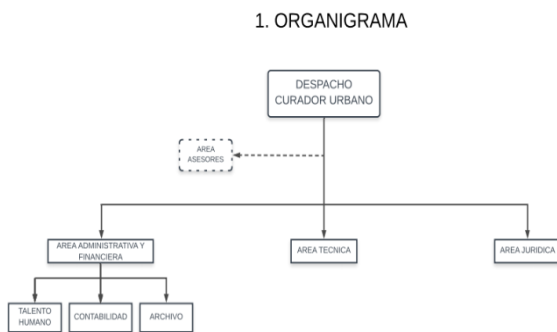 1. ORGANIGRAMA
DESPACHO
CURADOR URBANO
AREA
ASESORES
AREA ADMINISTRATIVA Y
FINANCIERA
AREA TECNICA
AREA JURIDICA
TALENTO
HUMANO
CONTABILIDAD
ARCHIVO